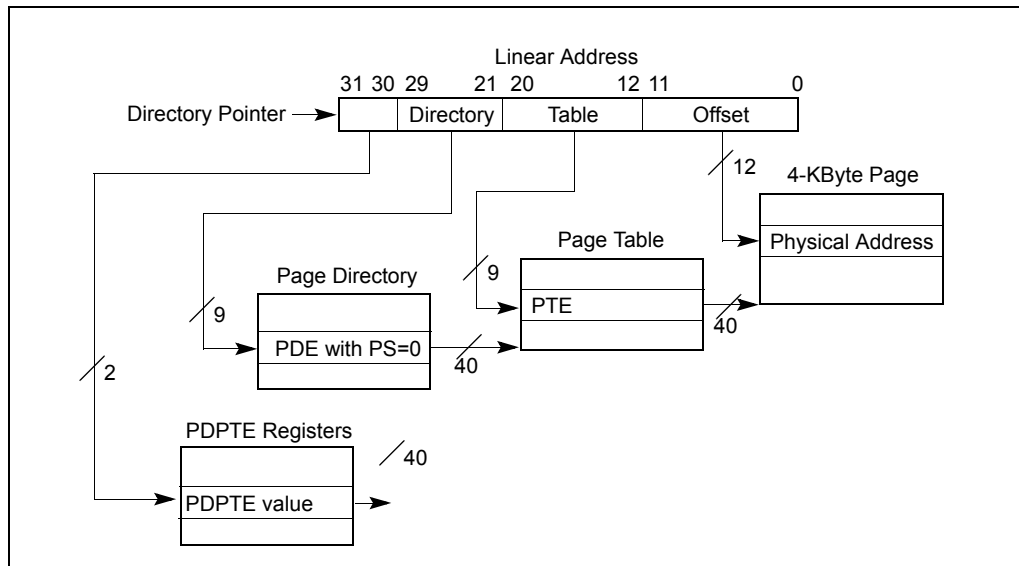 Linear Address
31 30 29 21 20 12 11 0
Directory Pointer Directory Table Offset
12
4-KByte Page
Physical Address
Page Table
9
PTE
40
Page Directory
9
PDE with PS=0
40
2
PDPTE Registers
40
PDPTE value